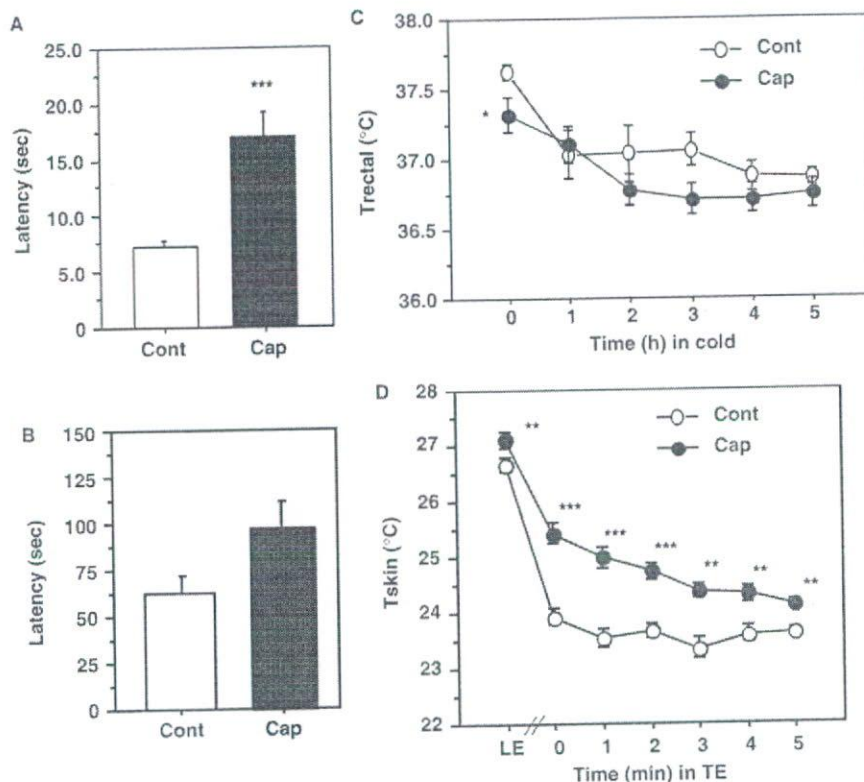 A
Latency (sec)
25.0
20.0
15.0
10.0
5.0
0
***
Cont
Cap
B
Latency (sec)
150
125
100
75
50
25
0
Cont
Cap
C
Trectal (°C)
38.0
37.5
37.0
36.5
36.0
Cont
Cap
*
0 1 2 3 4 5
Time (h) in cold
D
Tskin (°C)
28
27
26
25
24
23
22
Cont
Cap
**
***
***
***
**
**
**
LE 0 1 2 3 4 5
Time (min) in TE